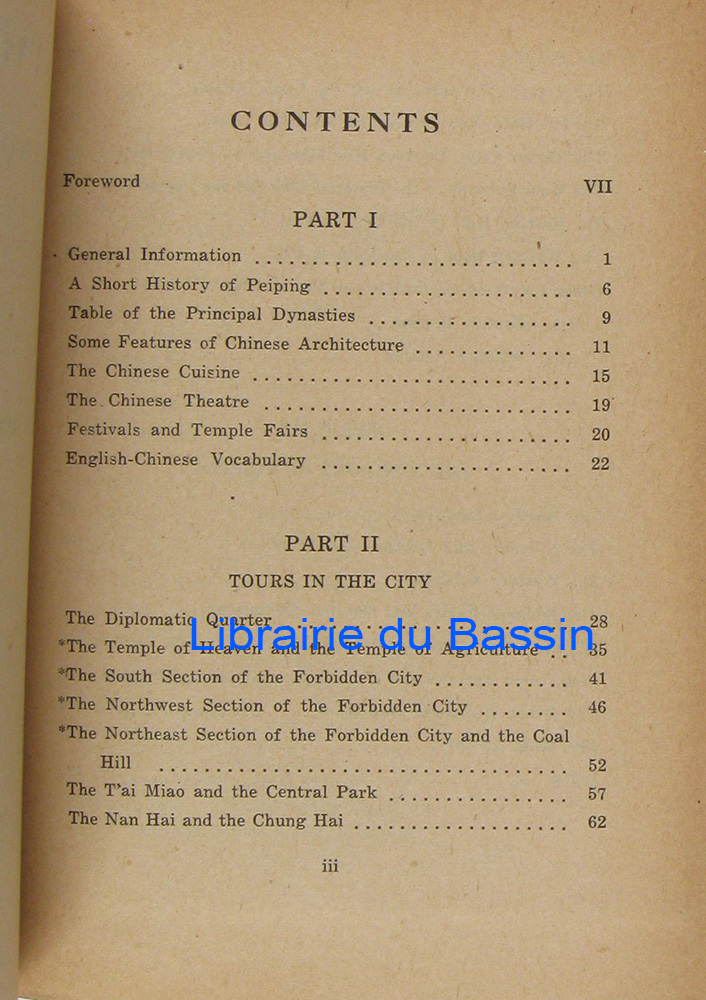 CONTENTS
Foreword VII
PART I
General Information . . . . . . . . . . . . . . . . . . . . . . . . . . . 1
A Short History of Peiping . . . . . . . . . . . . . . . . . . . . . . 6
Table of the Principal Dynasties . . . . . . . . . . . . . . . . . . 9
Some Features of Chinese Architecture . . . . . . . . . . . . . . 11
The Chinese Cuisine . . . . . . . . . . . . . . . . . . . . . . . . . . . 15
The Chinese Theatre . . . . . . . . . . . . . . . . . . . . . . . . . . 19
Festivals and Temple Fairs . . . . . . . . . . . . . . . . . . . . . . 20
English-Chinese Vocabulary . . . . . . . . . . . . . . . . . . . . . . 22
PART II
TOURS IN THE CITY
The Diplomatic Quarter . . . . . . . . . . . . . . . . . . . . . . . . 28
Librairie du Bassin
*The Temple of Heaven and the Temple of Agriculture . . 35
*The South Section of the Forbidden City . . . . . . . . . . . . 41
*The Northwest Section of the Forbidden City . . . . . . . . 46
*The Northeast Section of the Forbidden City and the Coal
Hill . . . . . . . . . . . . . . . . . . . . . . . . . . . . . . . . . . . 52
The T'ai Miao and the Central Park . . . . . . . . . . . . . . . . 57
The Nan Hai and the Chung Hai . . . . . . . . . . . . . . . . . . . 62
iii